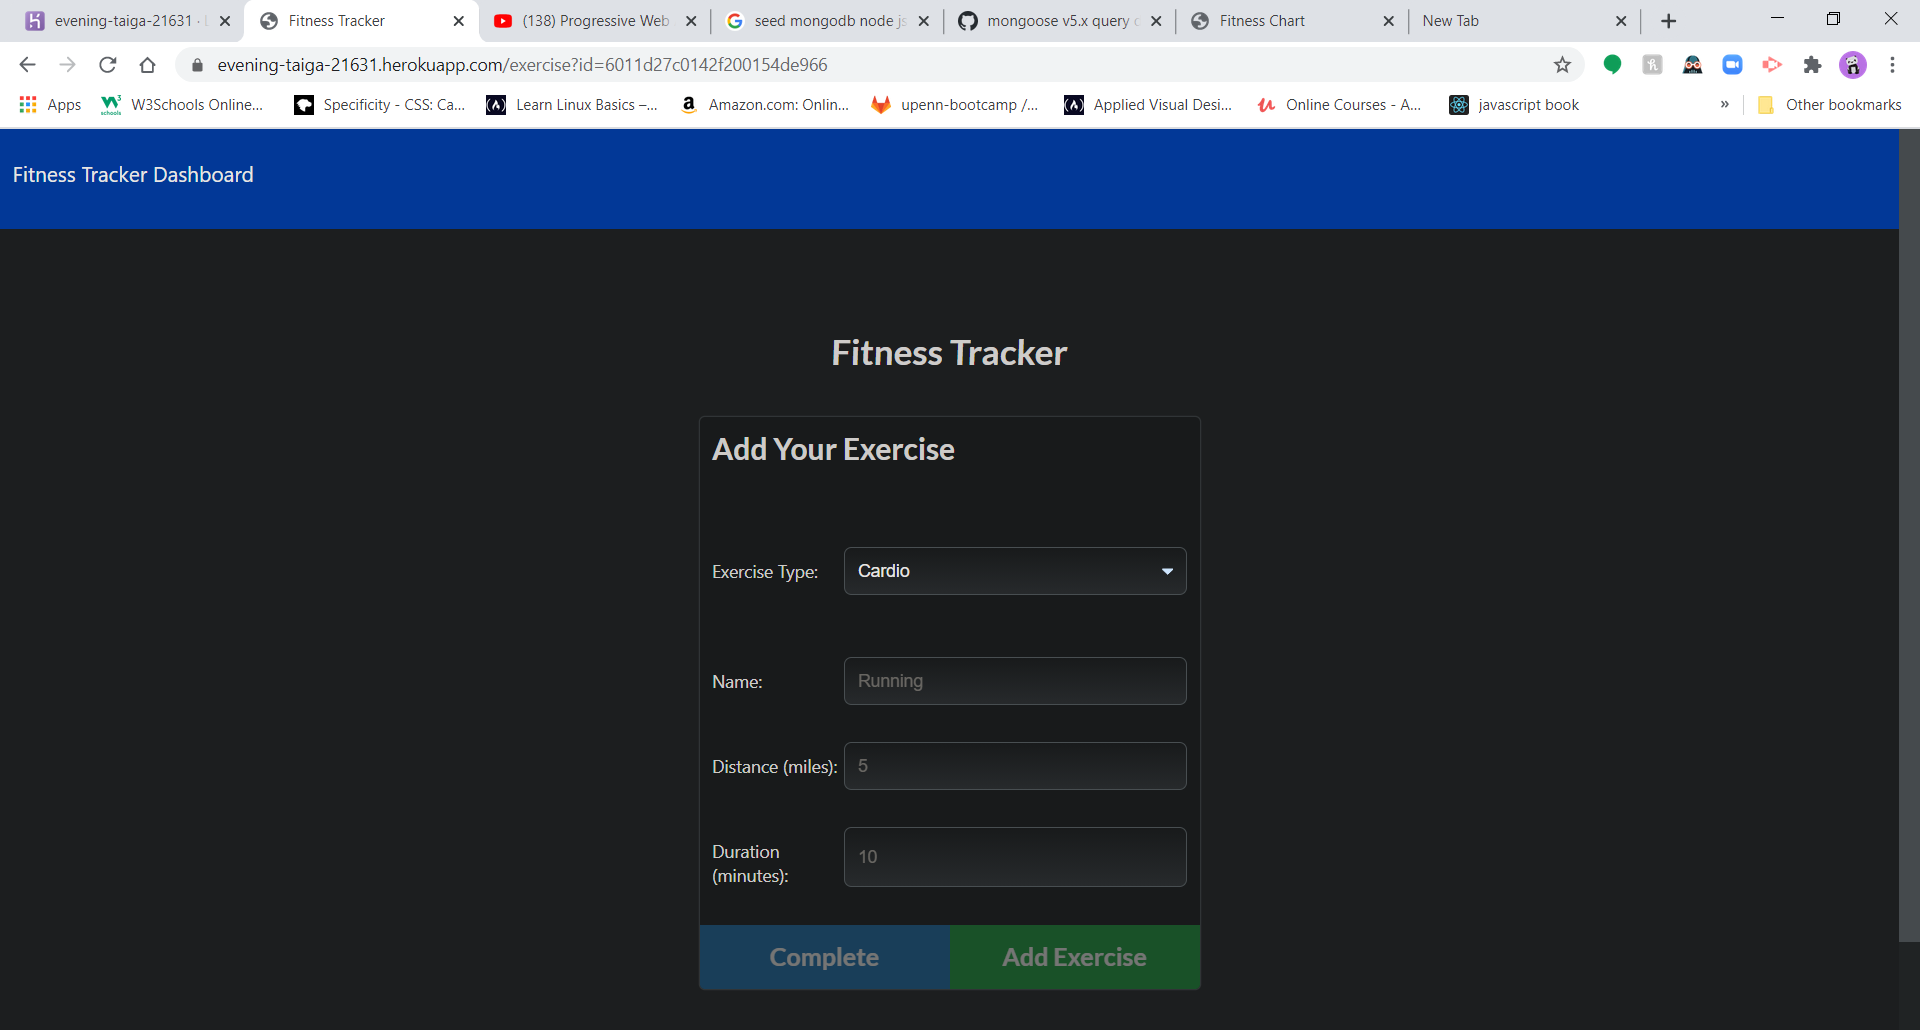 evening-taiga-21631 ·
Fitness Tracker
(138) Progressive Web
seed mongodb node js
mongoose v5.x query
Fitness Chart
New Tab
evening-taiga-21631.herokuapp.com/exercise?id=6011d27c0142f200154de966
Apps
W3Schools Online...
Specificity - CSS: Ca...
Learn Linux Basics –...
Amazon.com: Onlin...
upenn-bootcamp /...
Applied Visual Desi...
Online Courses - A...
javascript book
»
Other bookmarks
Fitness Tracker Dashboard
Fitness Tracker
Add Your Exercise
Exercise Type:
Cardio
Name:
Running
Distance (miles):
5
Duration
(minutes):
10
Complete
Add Exercise